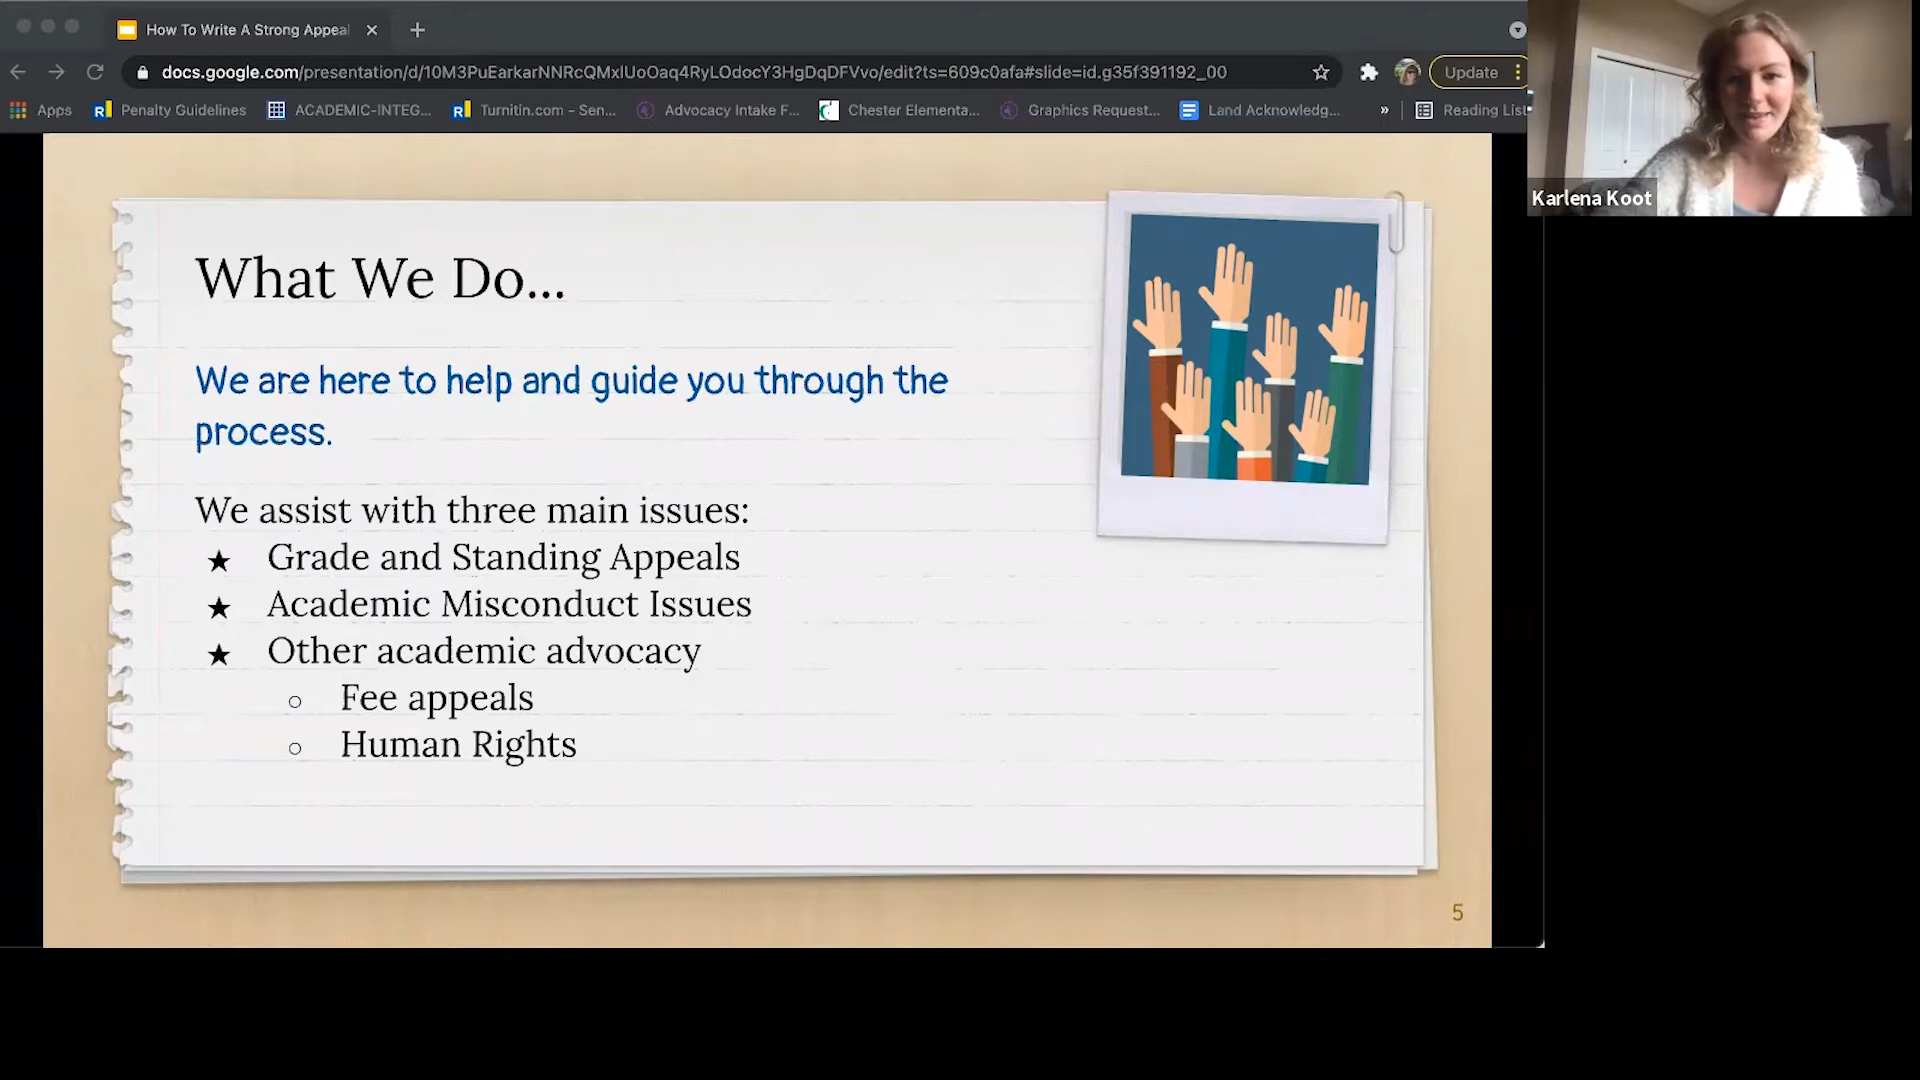 How To Write A Strong Appeal
docs.google.com/presentation/d/10M3PuEarkarNNRcQMxlUoOaq4RyLOdocY3HgDqDFVvo/edit?ts=609c0afa#slide=id.g35f391192_00
Update
Apps
Penalty Guidelines
ACADEMIC-INTEG...
Turnitin.com - Sen...
Advocacy Intake F...
Chester Elementa...
Graphics Request...
Land Acknowledg...
»
Reading List
Karlena Koot
What We Do...
We are here to help and guide you through the
process.
We assist with three main issues:
★ Grade and Standing Appeals
★ Academic Misconduct Issues
★ Other academic advocacy
○ Fee appeals
○ Human Rights
5